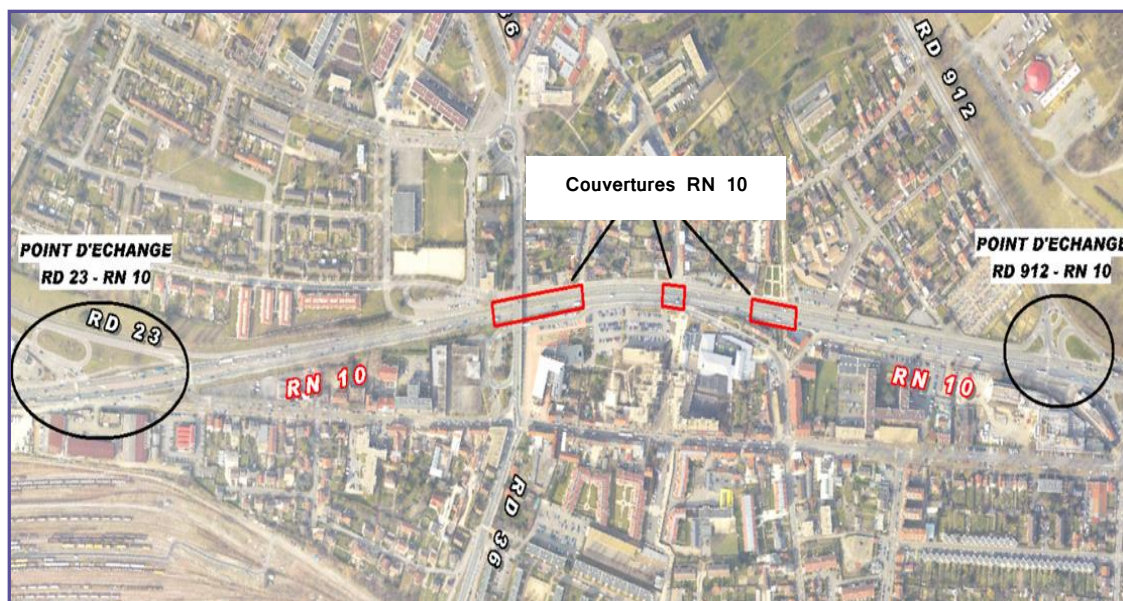 36
RD 912
Couvertures RN 10
POINT D'ECHANGE
RD 23 - RN 10
POINT D'ECHANGE
RD 912 - RN 10
RD 23
RN 10
RN 10
RD 36